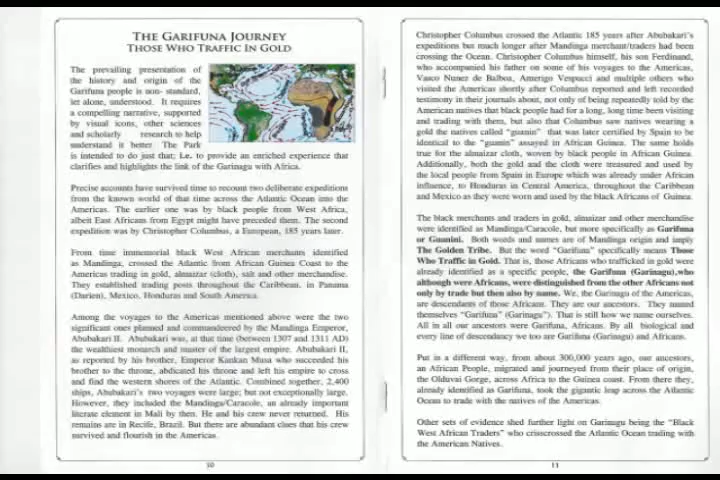 THE GARIFUNA JOURNEY
THOSE WHO TRAFFIC IN GOLD
The prevailing presentation of
the history and origin of the
Garifuna people is non- standard,
let alone, understood. It requires
a compelling narrative, supported
by visual icons, other sciences
and scholarly research to help
understand it better. The Park
is intended to do just that; i.e. to provide an enriched experience that
clarifies and highlights the link of the Garinagu with Africa.
Precise accounts have survived time to recount two deliberate expeditions
from the known world of that time across the Atlantic Ocean into the
Americas. The earlier one was by black people from West Africa,
albeit East Africans from Egypt might have preceded them. The second
expedition was by Christopher Columbus, a European, 185 years later.
From time immemorial black West African merchants identified
as Mandinga, crossed the Atlantic from African Guinea Coast to the
Americas trading in gold, almaizar (cloth), salt and other merchandise.
They established trading posts throughout the Caribbean, in Panama
(Darien), Mexico, Honduras and South America.
Among the voyages to the Americas mentioned above were the two
significant ones planned and commandeered by the Mandinga Emperor,
Abubakari II. Abubakari was, at that time (between 1307 and 1311 AD)
the wealthiest monarch and master of the largest empire. Abubakari II,
as reported by his brother, Emperor Kankan Musa who succeeded his
brother to the throne, abdicated his throne and left his empire to cross
and find the western shores of the Atlantic. Combined together, 2,400
ships, Abubakari's two voyages were large; but not exceptionally large.
However, they included the Mandinga/Caracole, an already important
literate element in Mali by then. He and his crew never returned. His
remains are in Recife, Brazil. But there are abundant clues that his crew
survived and flourish in the Americas.
10
Christopher Columbus crossed the Atlantic 185 years after Abubakari's
expeditions but much longer after Mandinga merchant/traders had been
crossing the Ocean. Christopher Columbus himself, his son Ferdinand,
who accompanied his father on some of his voyages to the Americas,
Vasco Nunez de Balboa, Amerigo Vespucci and multiple others who
visited the Americas shortly after Columbus reported and left recorded
testimony in their journals about, not only of being repeatedly told by the
American natives that black people had for a long, long time been visiting
and trading with them, but also that Columbus saw natives wearing a
gold the natives called "guanin" that was later certified by Spain to be
identical to the "guanin" assayed in African Guinea. The same holds
true for the almaizar cloth, woven by black people in African Guinea.
Additionally, both the gold and the cloth were treasured and used by
the local people from Spain in Europe which was already under African
influence, to Honduras in Central America, throughout the Caribbean
and Mexico as they were worn and used by the black Africans of Guinea.
The black merchants and traders in gold, almaizar and other merchandise
were identified as Mandinga/Caracole, but more specifically as Garifuna
or Guanini. Both words and names are of Mandinga origin and imply
The Golden Tribe. But the word "Garifuna" specifically means Those
Who Traffic in Gold. That is, those Africans who trafficked in gold were
already identified as a specific people, the Garifuna (Garinagu),who
although were Africans, were distinguished from the other Africans not
only by trade but then also by name. We, the Garinagu of the Americas,
are descendants of those Africans. They are our ancestors. They named
themselves "Garifuna" (Garinagu). That is still how we name ourselves.
All in all our ancestors were Garifuna, Africans. By all biological and
every line of descendancy we too are Garifuna (Garinagu) and Africans.
Put in a different way, from about 300,000 years ago, our ancestors,
an African People, migrated and journeyed from their place of origin,
the Olduvai Gorge, across Africa to the Guinea coast. From there they,
already identified as Garifuna, took the gigantic leap across the Atlantic
Ocean to trade with the natives of the Americas.
Other sets of evidence shed further light on Garinagu being the "Black
West African Traders" who crisscrossed the Atlantic Ocean trading with
the American Natives.
11